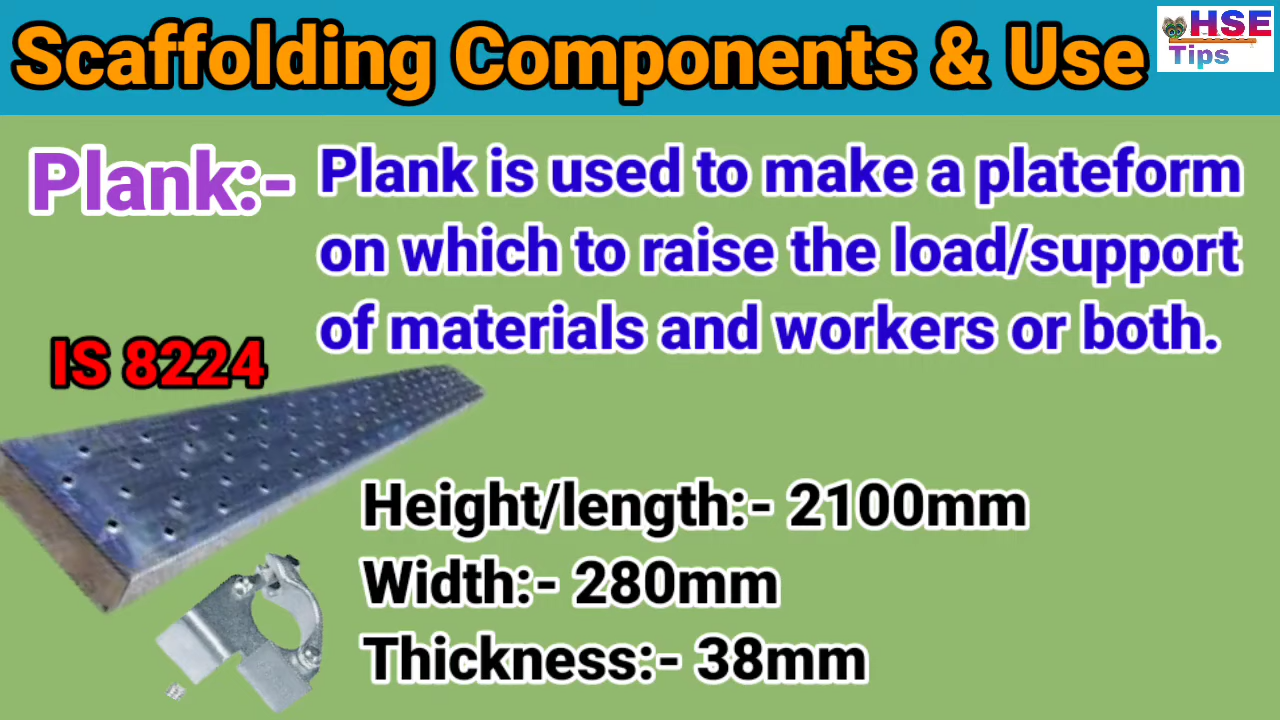 Scaffolding Components & Use
HSE
Tips
Plank:-
Plank is used to make a plateform
on which to raise the load/support
of materials and workers or both.
IS 8224
Height/length:- 2100mm
Width:- 280mm
Thickness:- 38mm